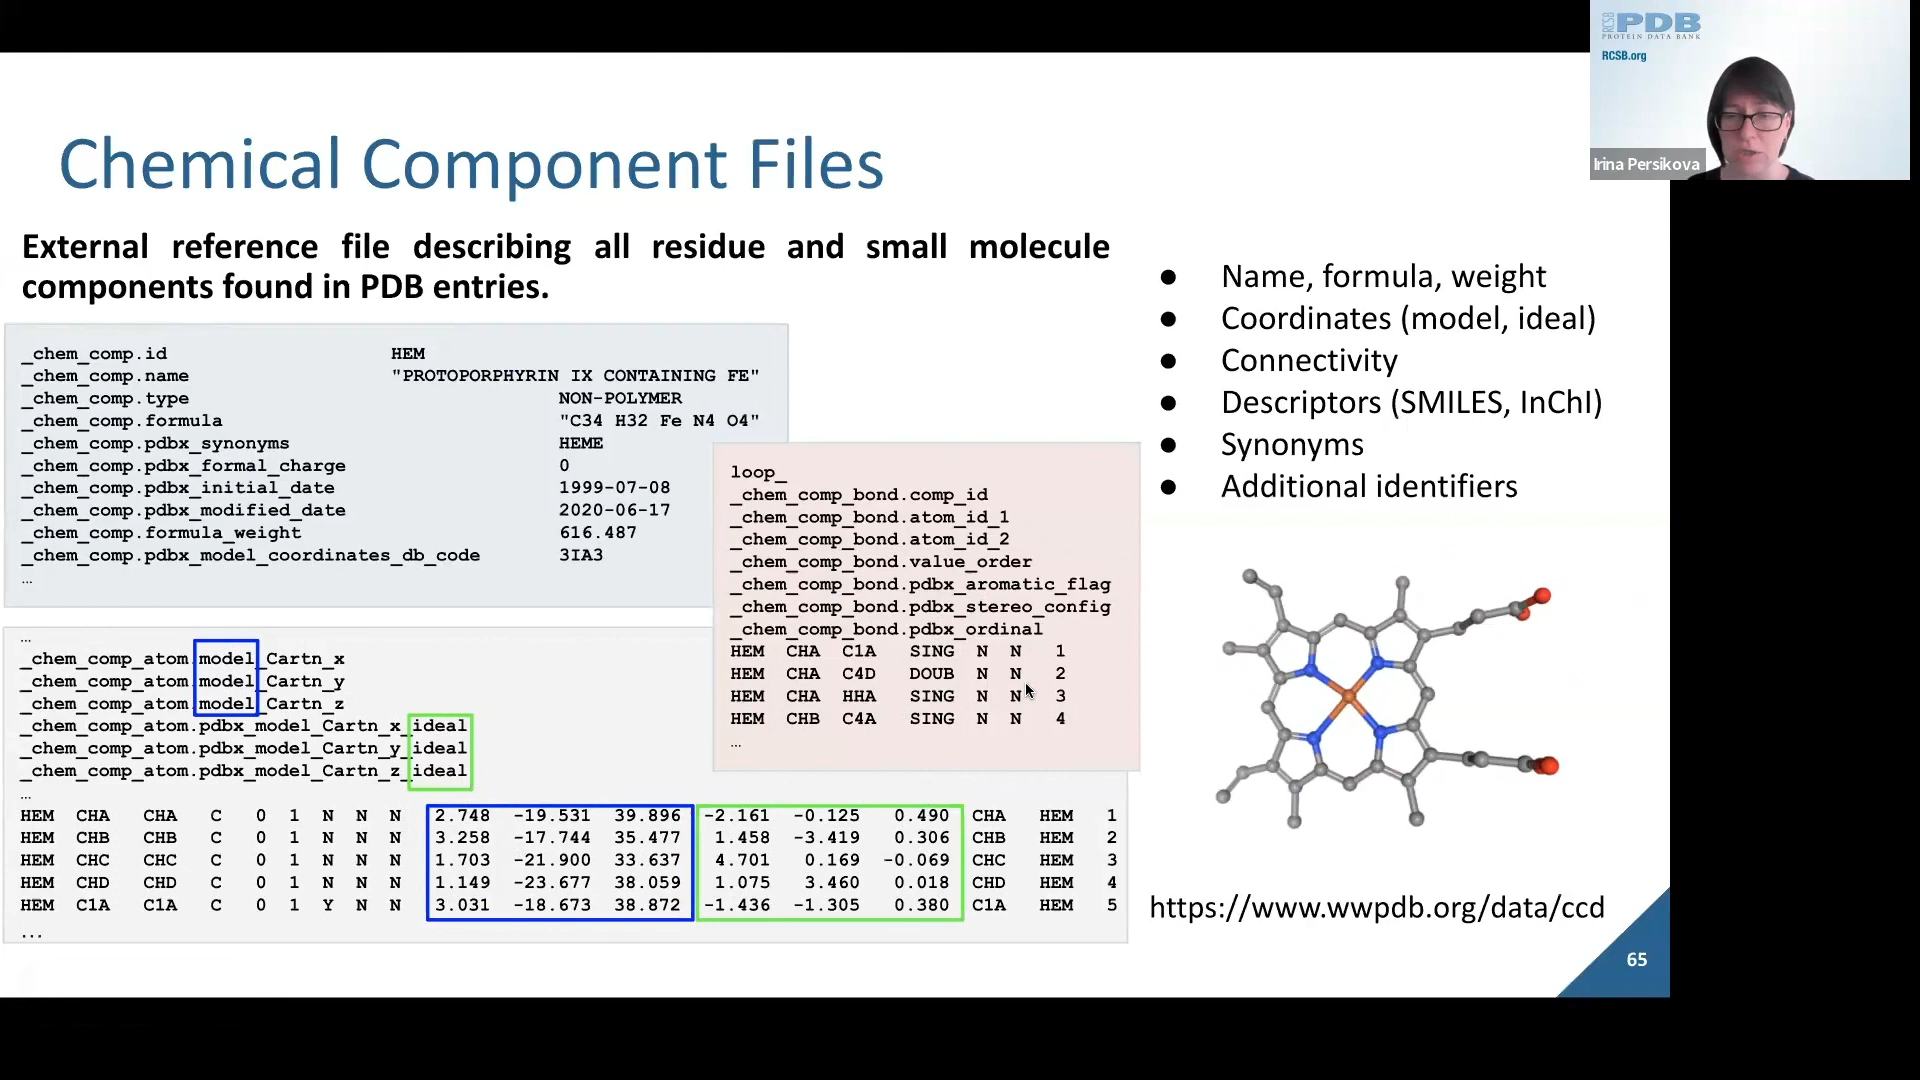 RCSB PDB
PROTEIN DATA BANK
RCSB.org
Irina Persikova
Chemical Component Files
External reference file describing all residue and small molecule
components found in PDB entries.
_chem_comp.id HEM
_chem_comp.name "PROTOPORPHYRIN IX CONTAINING FE"
_chem_comp.type NON-POLYMER
_chem_comp.formula "C34 H32 Fe N4 O4"
_chem_comp.pdbx_synonyms HEME
_chem_comp.pdbx_formal_charge 0
_chem_comp.pdbx_initial_date 1999-07-08
_chem_comp.pdbx_modified_date 2020-06-17
_chem_comp.formula_weight 616.487
_chem_comp.pdbx_model_coordinates_db_code 3IA3
…
loop_
_chem_comp_bond.comp_id
_chem_comp_bond.atom_id_1
_chem_comp_bond.atom_id_2
_chem_comp_bond.value_order
_chem_comp_bond.pdbx_aromatic_flag
_chem_comp_bond.pdbx_stereo_config
_chem_comp_bond.pdbx_ordinal
HEM CHA C1A SING N N 1
HEM CHA C4D DOUB N N 2
HEM CHA HHA SING N N 3
HEM CHB C4A SING N N 4
…
…
_chem_comp_atom.model_Cartn_x
_chem_comp_atom.model_Cartn_y
_chem_comp_atom.model_Cartn_z
_chem_comp_atom.pdbx_model_Cartn_x_ideal
_chem_comp_atom.pdbx_model_Cartn_y_ideal
_chem_comp_atom.pdbx_model_Cartn_z_ideal
…
HEM CHA CHA C 0 1 N N N 2.748 -19.531 39.896 -2.161 -0.125 0.490 CHA HEM 1
HEM CHB CHB C 0 1 N N N 3.258 -17.744 35.477 1.458 -3.419 0.306 CHB HEM 2
HEM CHC CHC C 0 1 N N N 1.703 -21.900 33.637 4.701 0.169 -0.069 CHC HEM 3
HEM CHD CHD C 0 1 N N N 1.149 -23.677 38.059 1.075 3.460 0.018 CHD HEM 4
HEM C1A C1A C 0 1 Y N N 3.031 -18.673 38.872 -1.436 -1.305 0.380 C1A HEM 5
...
● Name, formula, weight
● Coordinates (model, ideal)
● Connectivity
● Descriptors (SMILES, InChI)
● Synonyms
● Additional identifiers
https://www.wwpdb.org/data/ccd
65